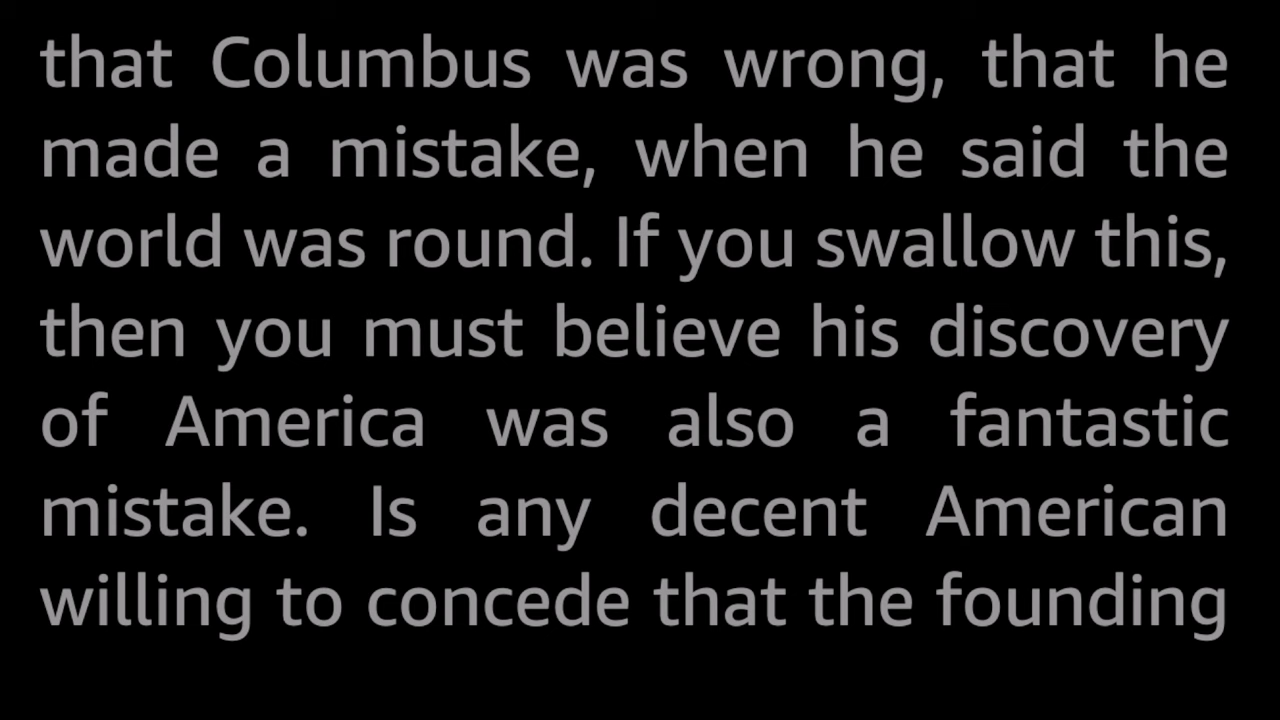 that Columbus was wrong, that he
made a mistake, when he said the
world was round. If you swallow this,
then you must believe his discovery
of America was also a fantastic
mistake. Is any decent American
willing to concede that the founding